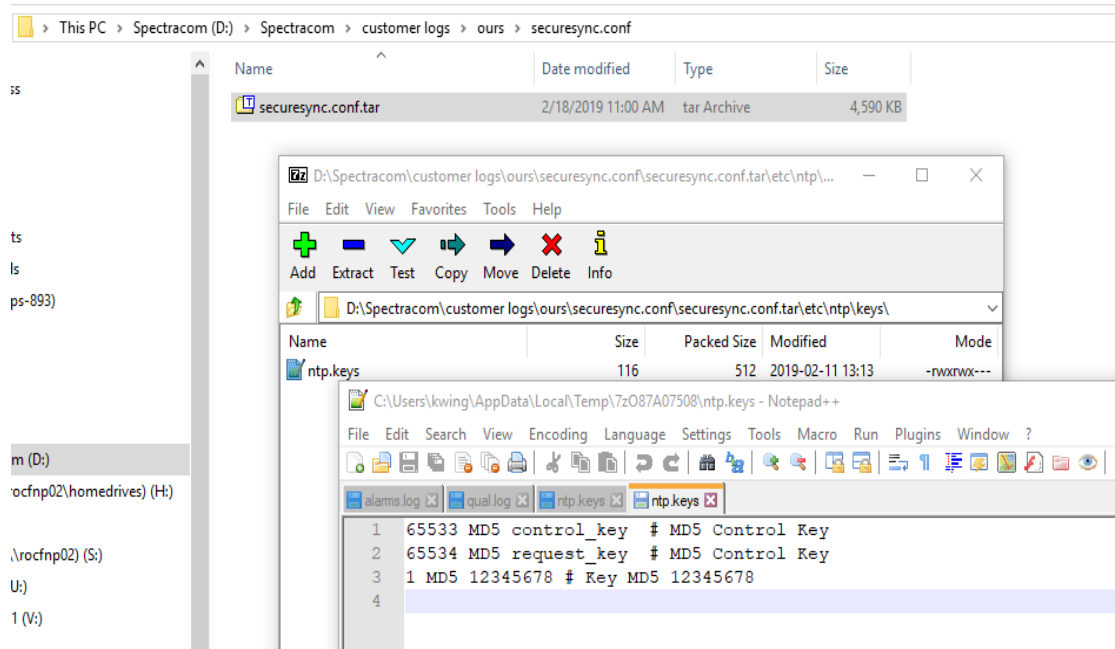 This PC > Spectracom (D:) > Spectracom > customer logs > ours > securesync.conf
Name Date modified Type Size
ss
securesync.conf.tar 2/18/2019 11:00 AM tar Archive 4,590 KB
D:\Spectracom\customer logs\ours\securesync.conf\securesync.conf.tar\etc\ntp\...
File Edit View Favorites Tools Help
ts
ls
Add Extract Test Copy Move Delete Info
ps-893)
D:\Spectracom\customer logs\ours\securesync.conf\securesync.conf.tar\etc\ntp\keys\
Name Size Packed Size Modified Mode
ntp.keys 116 512 2019-02-11 13:13 -rwxrwx---
C:\Users\kwing\AppData\Local\Temp\7zO87A07508\ntp.keys - Notepad++
File Edit Search View Encoding Language Settings Tools Macro Run Plugins Window ?
m (D:)
rocfnp02\homedrives) (H:)
alarms.log qual.log ntp.keys ntp.keys
1 65533 MD5 control_key # MD5 Control Key
2 65534 MD5 request_key # MD5 Control Key
.\rocfnp02) (S:)
3 1 MD5 12345678 # Key MD5 12345678
U:)
4
1 (V:)